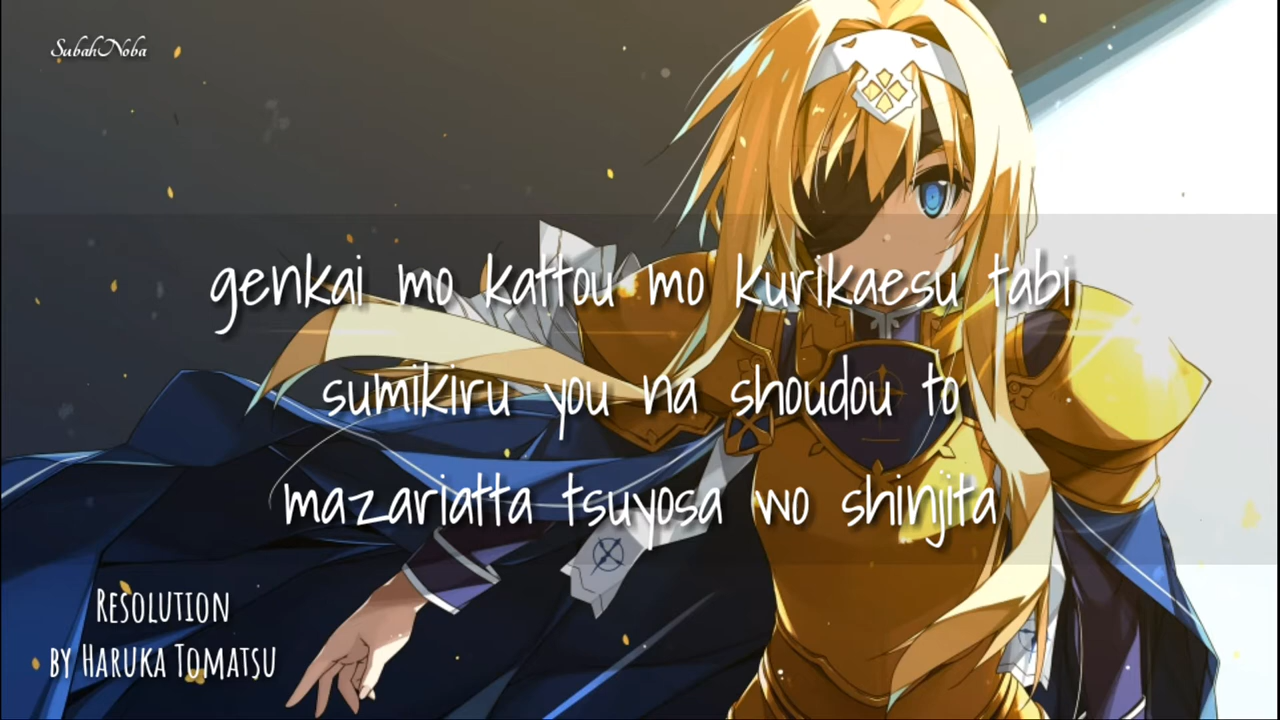 SubahNoba
genkai mo kattou mo kurikaesu tabi
sumikiru you na shoudou to
mazariatta tsuyosa wo shinjita
Resolution
by Haruka Tomatsu